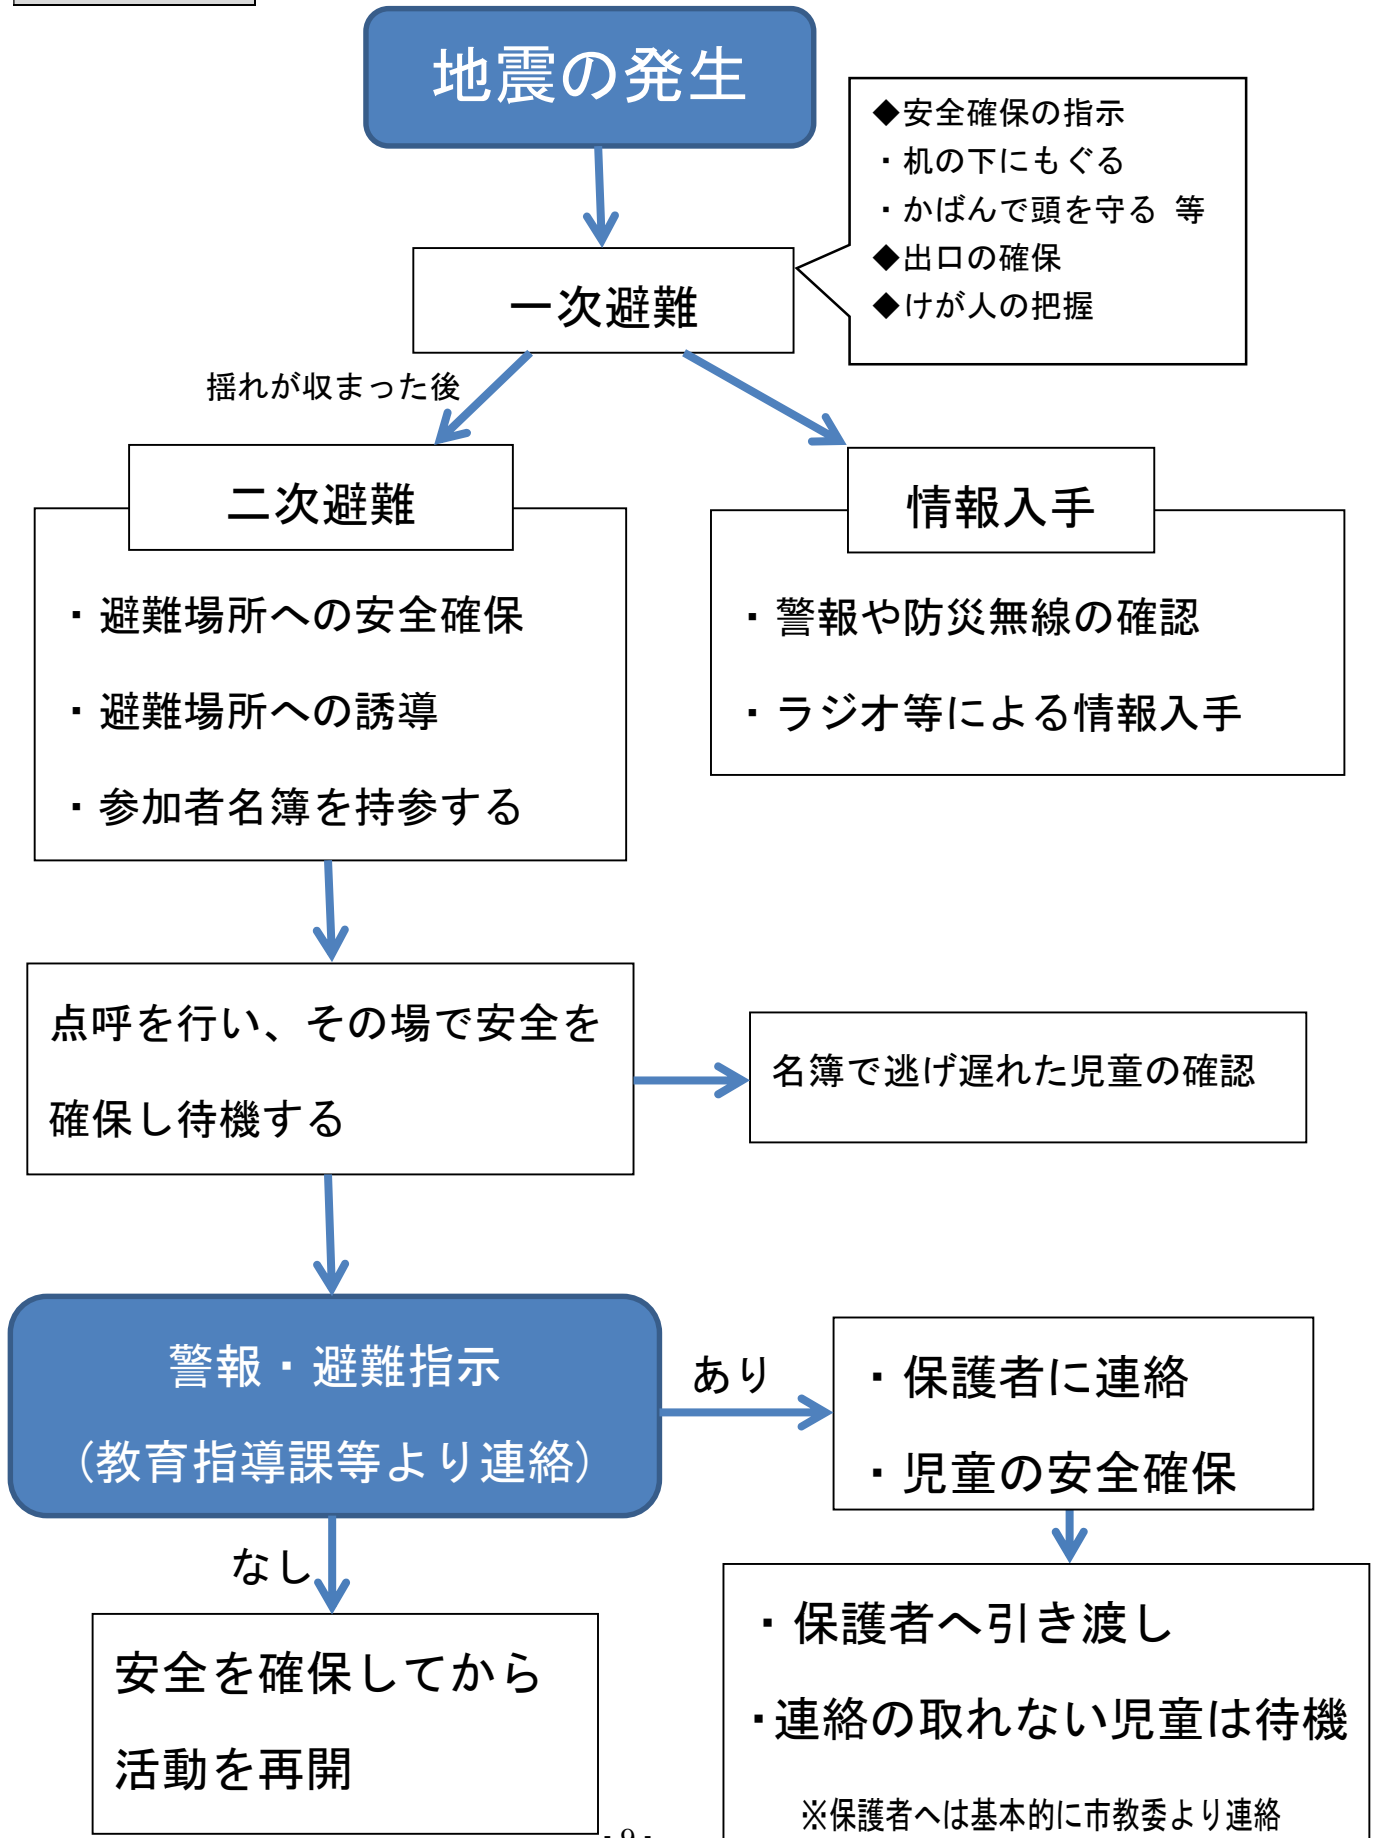 地震の発生
◆安全確保の指示
・机の下にもぐる
・かばんで頭を守る 等
◆出口の確保
◆けが人の把握
一次避難
揺れが収まった後
二次避難
・避難場所への安全確保
・避難場所への誘導
・参加者名簿を持参する
情報入手
・警報や防災無線の確認
・ラジオ等による情報入手
点呼を行い、その場で安全を
確保し待機する
名簿で逃げ遅れた児童の確認
警報・避難指示
（教育指導課等より連絡）
あり
・保護者に連絡
・児童の安全確保
なし
安全を確保してから
活動を再開
・保護者へ引き渡し
・連絡の取れない児童は待機
※保護者へは基本的に市教委より連絡
- 9 -